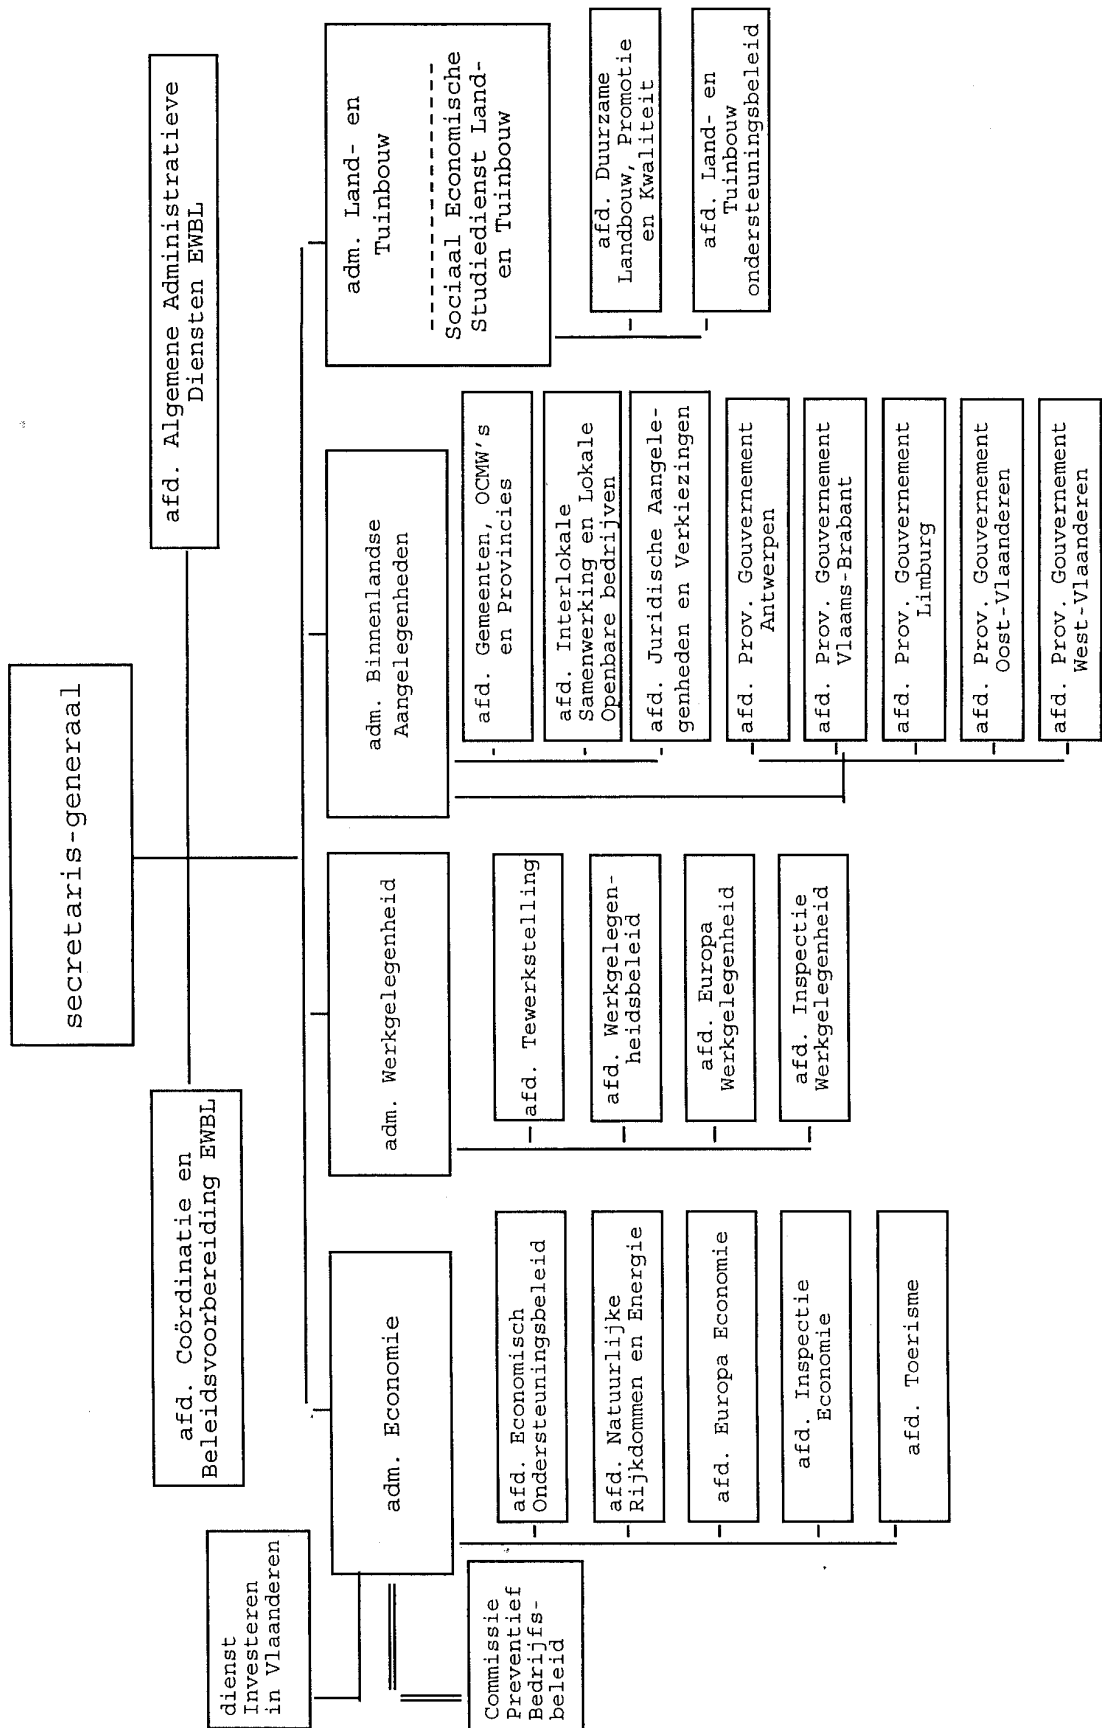 secretaris-generaal
afd. Coördinatie en
Beleidsvoorbereiding EWBL
afd. Algemene Administratieve
Diensten EWBL
dienst
Investeren
in Vlaanderen
adm. Economie
Commissie
Preventief
Bedrijfs-
beleid
afd. Economisch
Ondersteuningsbeleid
afd. Natuurlijke
Rijkdommen en Energie
afd. Europa Economie
afd. Inspectie
Economie
afd. Toerisme
adm. Werkgelegenheid
afd. Tewerkstelling
afd. Werkgelegen-
heidsbeleid
afd. Europa
Werkgelegenheid
afd. Inspectie
Werkgelegenheid
adm. Binnenlandse
Aangelegenheden
afd. Gemeenten, OCMW's
en Provincies
afd. Interlokale
Samenwerking en Lokale
Openbare bedrijven
afd. Juridische Aangele-
genheden en Verkiezingen
afd. Prov. Gouvernement
Antwerpen
afd. Prov. Gouvernement
Vlaams-Brabant
afd. Prov. Gouvernement
Limburg
afd. Prov. Gouvernement
Oost-Vlaanderen
afd. Prov. Gouvernement
West-Vlaanderen
adm. Land- en
Tuinbouw
Sociaal Economische
Studiedienst Land-
en Tuinbouw
afd. Duurzame
Landbouw, Promotie
en Kwaliteit
afd. Land- en
Tuinbouw
ondersteuningsbeleid